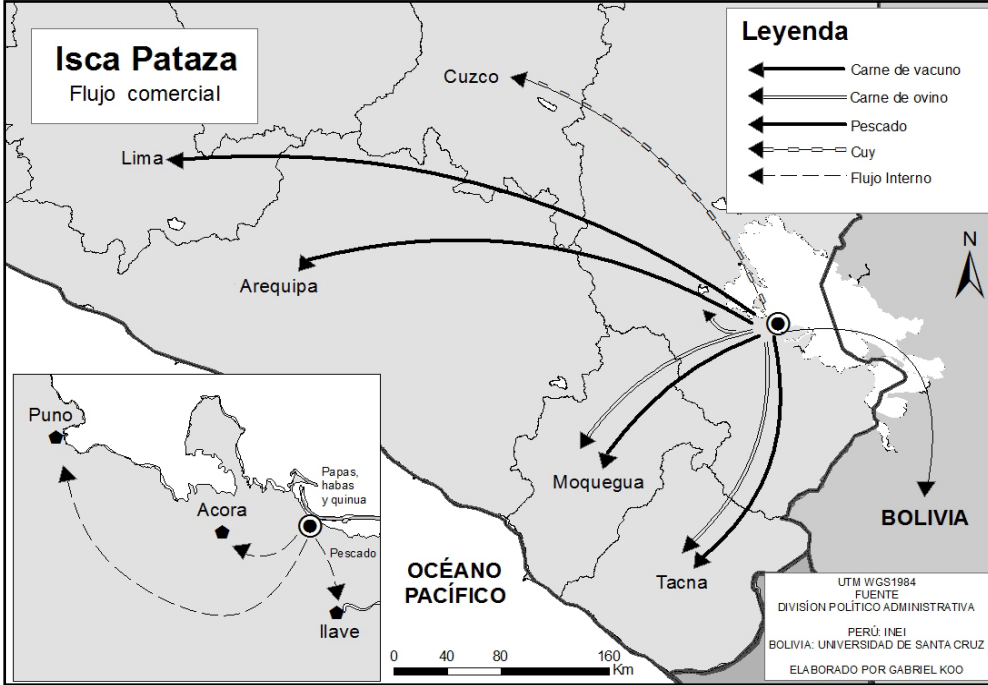 Isca Pataza
Flujo comercial
Leyenda
Carne de vacuno
Carne de ovino
Pescado
Cuy
Flujo Interno
Cuzco
Lima
Arequipa
N
Moquegua
Tacna
BOLIVIA
OCÉANO
PACÍFICO
Puno
Acora
Papas,
habas
y quinua
Pescado
Ilave
0 40 80 160
Km
UTM WGS1984
FUENTE
DIVISÍON POLÍTICO ADMINISTRATIVA
PERÚ: INEI
BOLIVIA: UNIVERSIDAD DE SANTA CRUZ
ELABORADO POR GABRIEL KOO